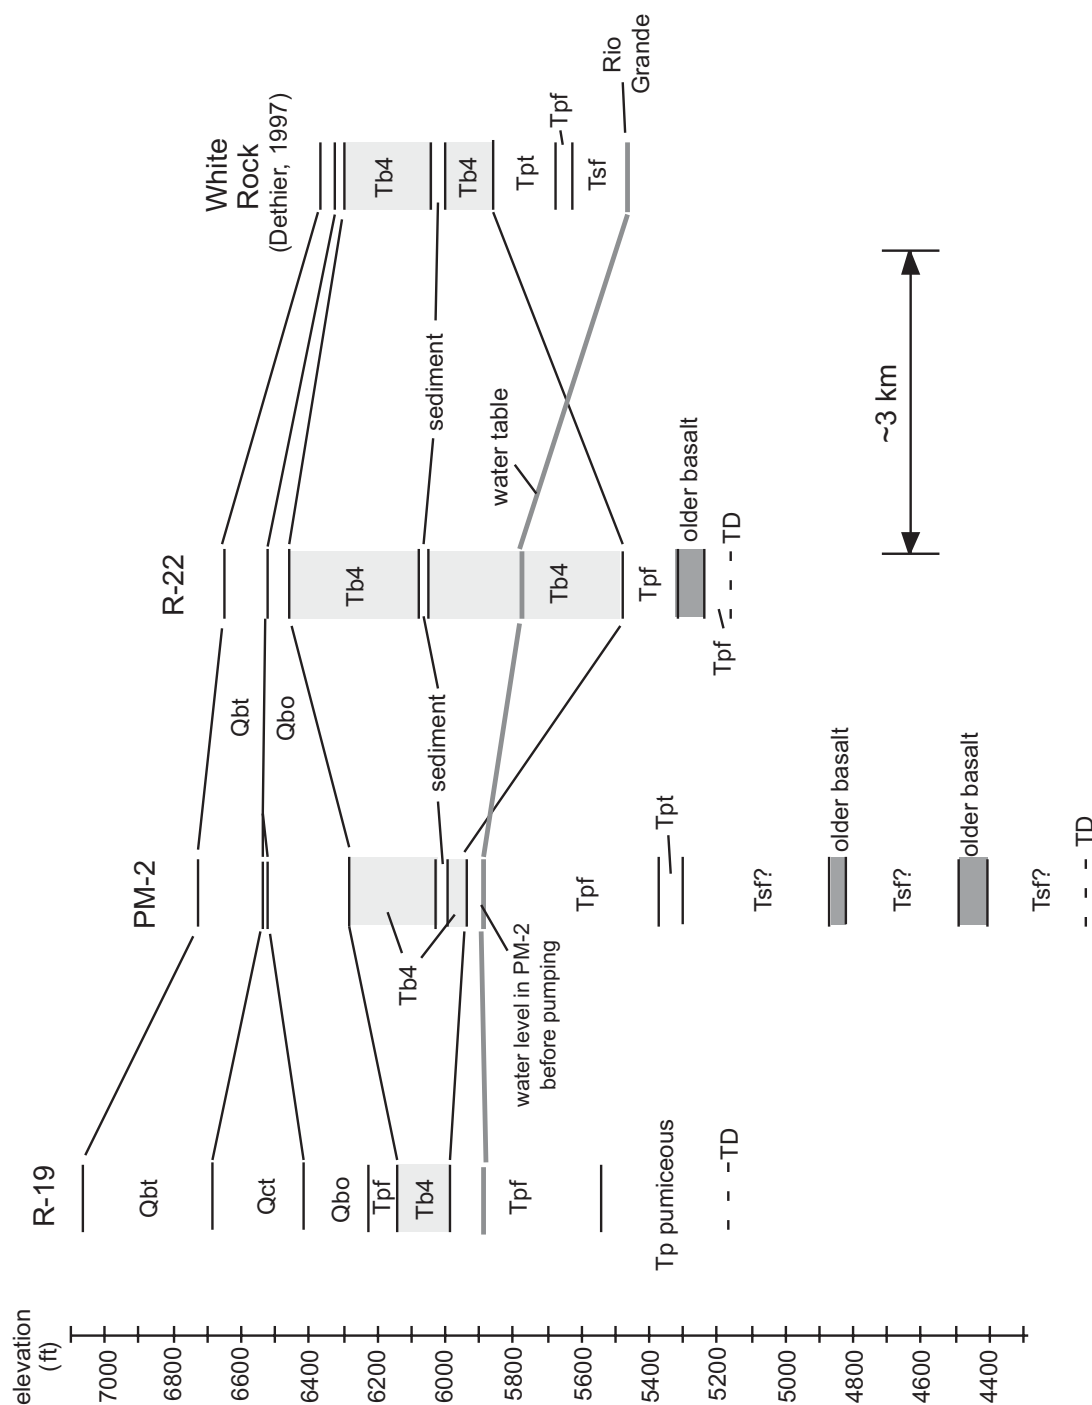 elevation
(ft)
7000
6800
6600
6400
6200
6000
5800
5600
5400
5200
5000
4800
4600
4400
R-19
Qbt
Qct
Qbo
Tpf
Tb4
Tpf
Tp pumiceous
TD
PM-2
Tb4
water level in PM-2
before pumping
Tpf
Tpt
Tsf?
older basalt
Tsf?
older basalt
Tsf?
TD
Qbt
Qbo
sediment
R-22
Tb4
Tb4
Tpf
older basalt
Tpf
TD
sediment
water table
~3 km
White
Rock
(Dethier, 1997)
Tb4
Tb4
Tpt
Tpf
Tsf
Rio
Grande